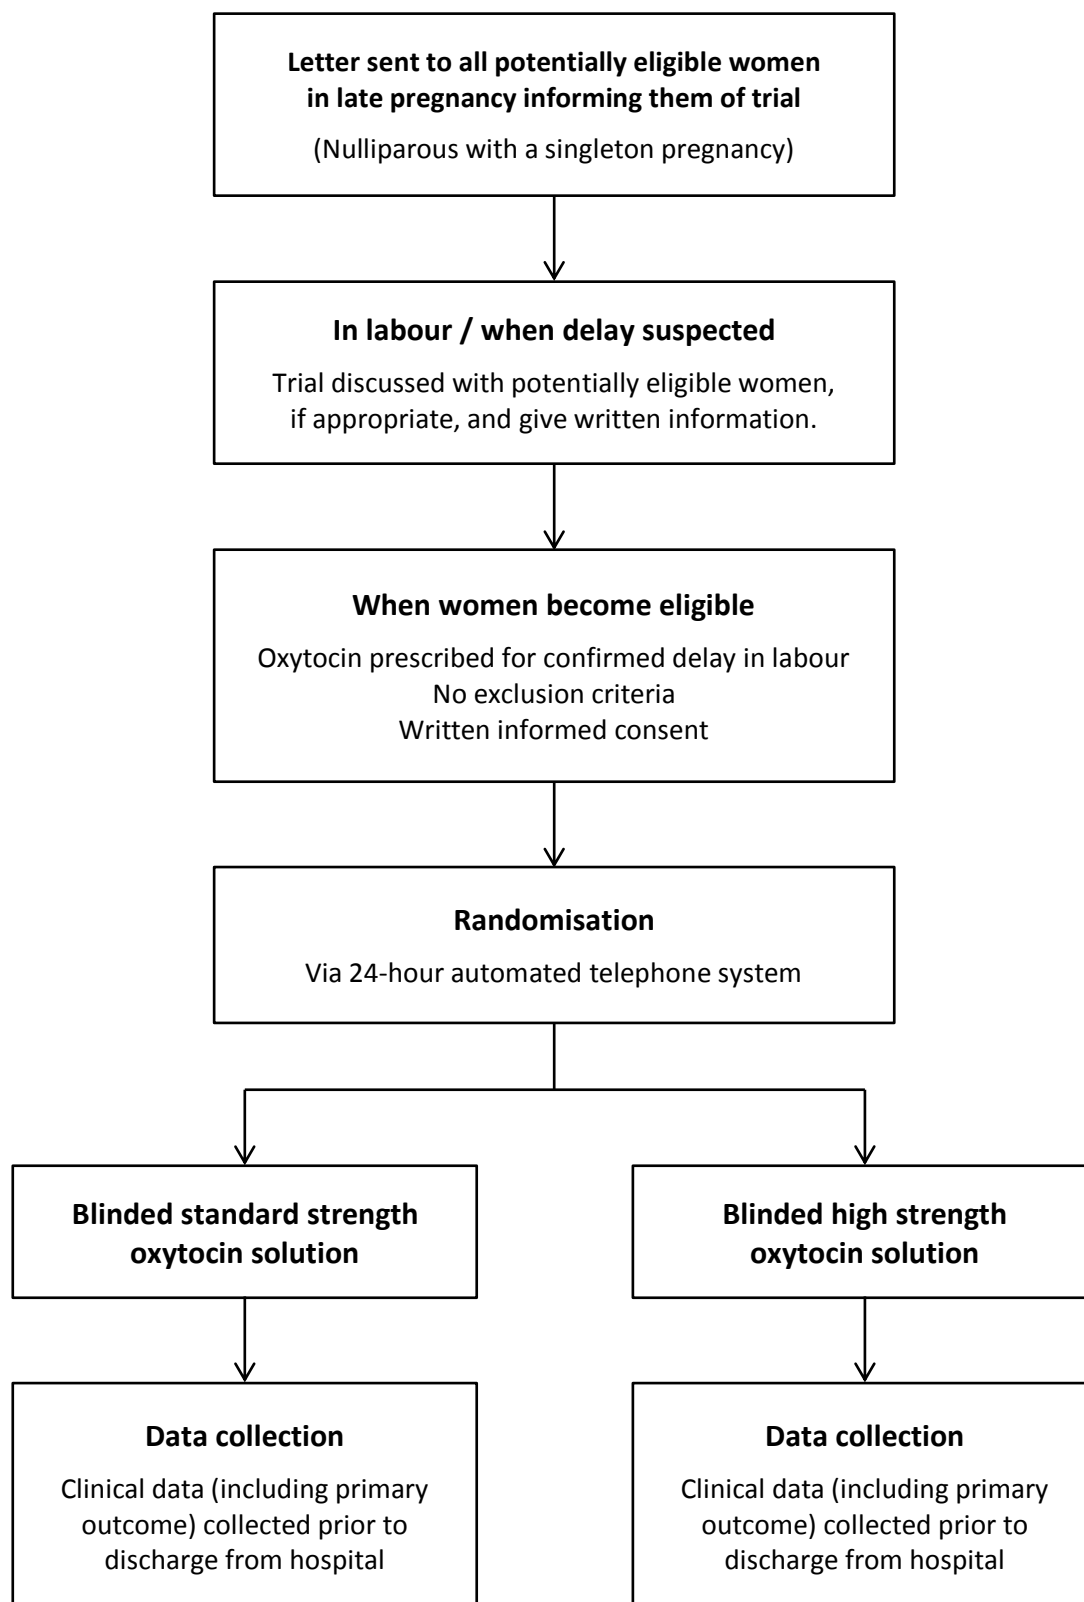 Letter sent to all potentially eligible women
in late pregnancy informing them of trial
(Nulliparous with a singleton pregnancy)
In labour / when delay suspected
Trial discussed with potentially eligible women,
if appropriate, and give written information.
When women become eligible
Oxytocin prescribed for confirmed delay in labour
No exclusion criteria
Written informed consent
Randomisation
Via 24-hour automated telephone system
Blinded standard strength
oxytocin solution
Blinded high strength
oxytocin solution
Data collection
Clinical data (including primary
outcome) collected prior to
discharge from hospital
Data collection
Clinical data (including primary
outcome) collected prior to
discharge from hospital